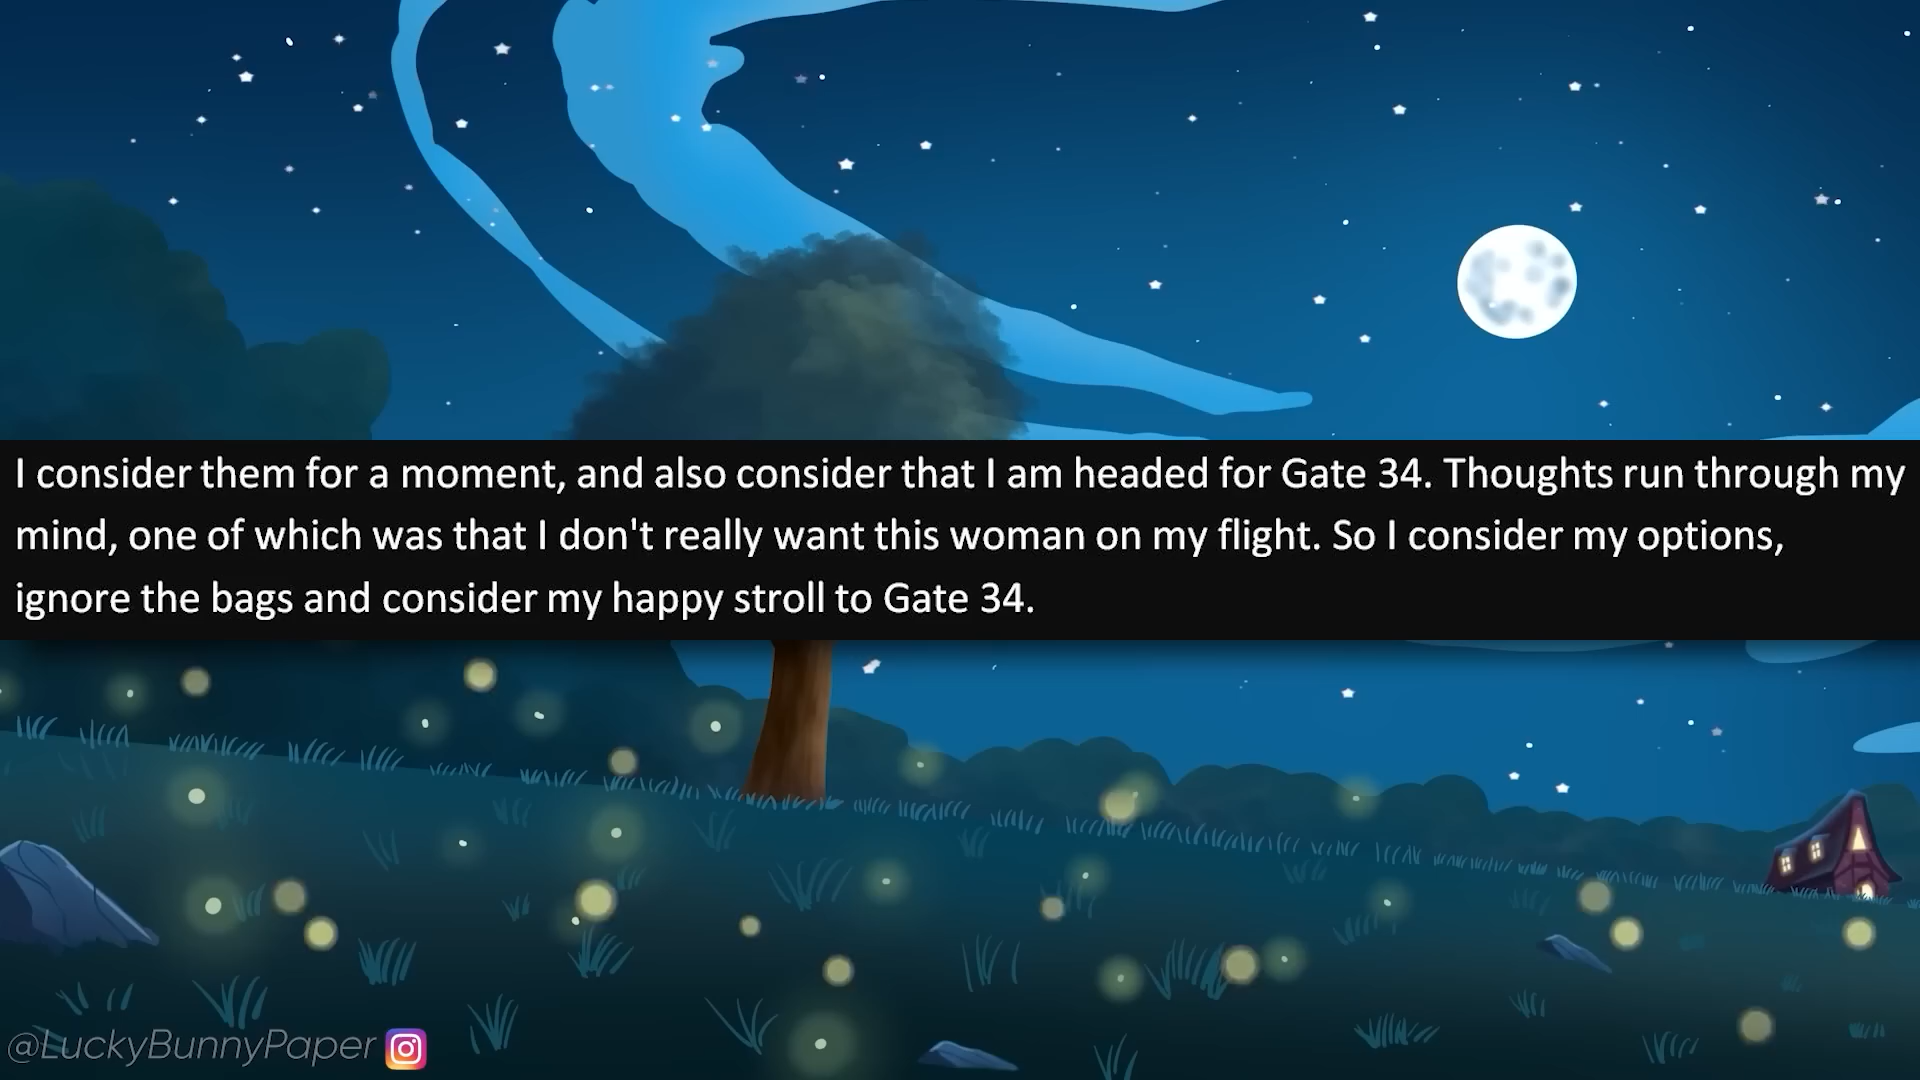 I consider them for a moment, and also consider that I am headed for Gate 34. Thoughts run through my
mind, one of which was that I don't really want this woman on my flight. So I consider my options,
ignore the bags and consider my happy stroll to Gate 34.
@LuckyBunnyPaper